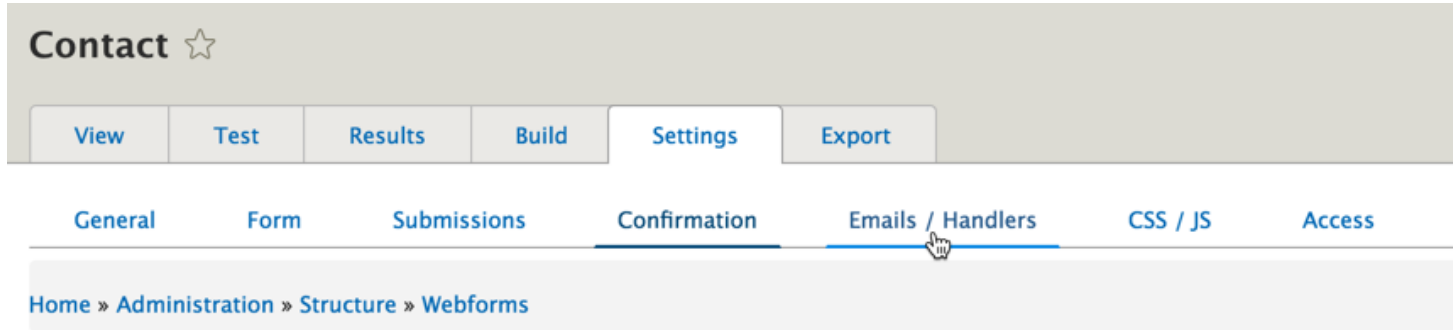 Contact
View Test Results Build Settings Export
General Form Submissions Confirmation Emails / Handlers CSS / JS Access
Home » Administration » Structure » Webforms